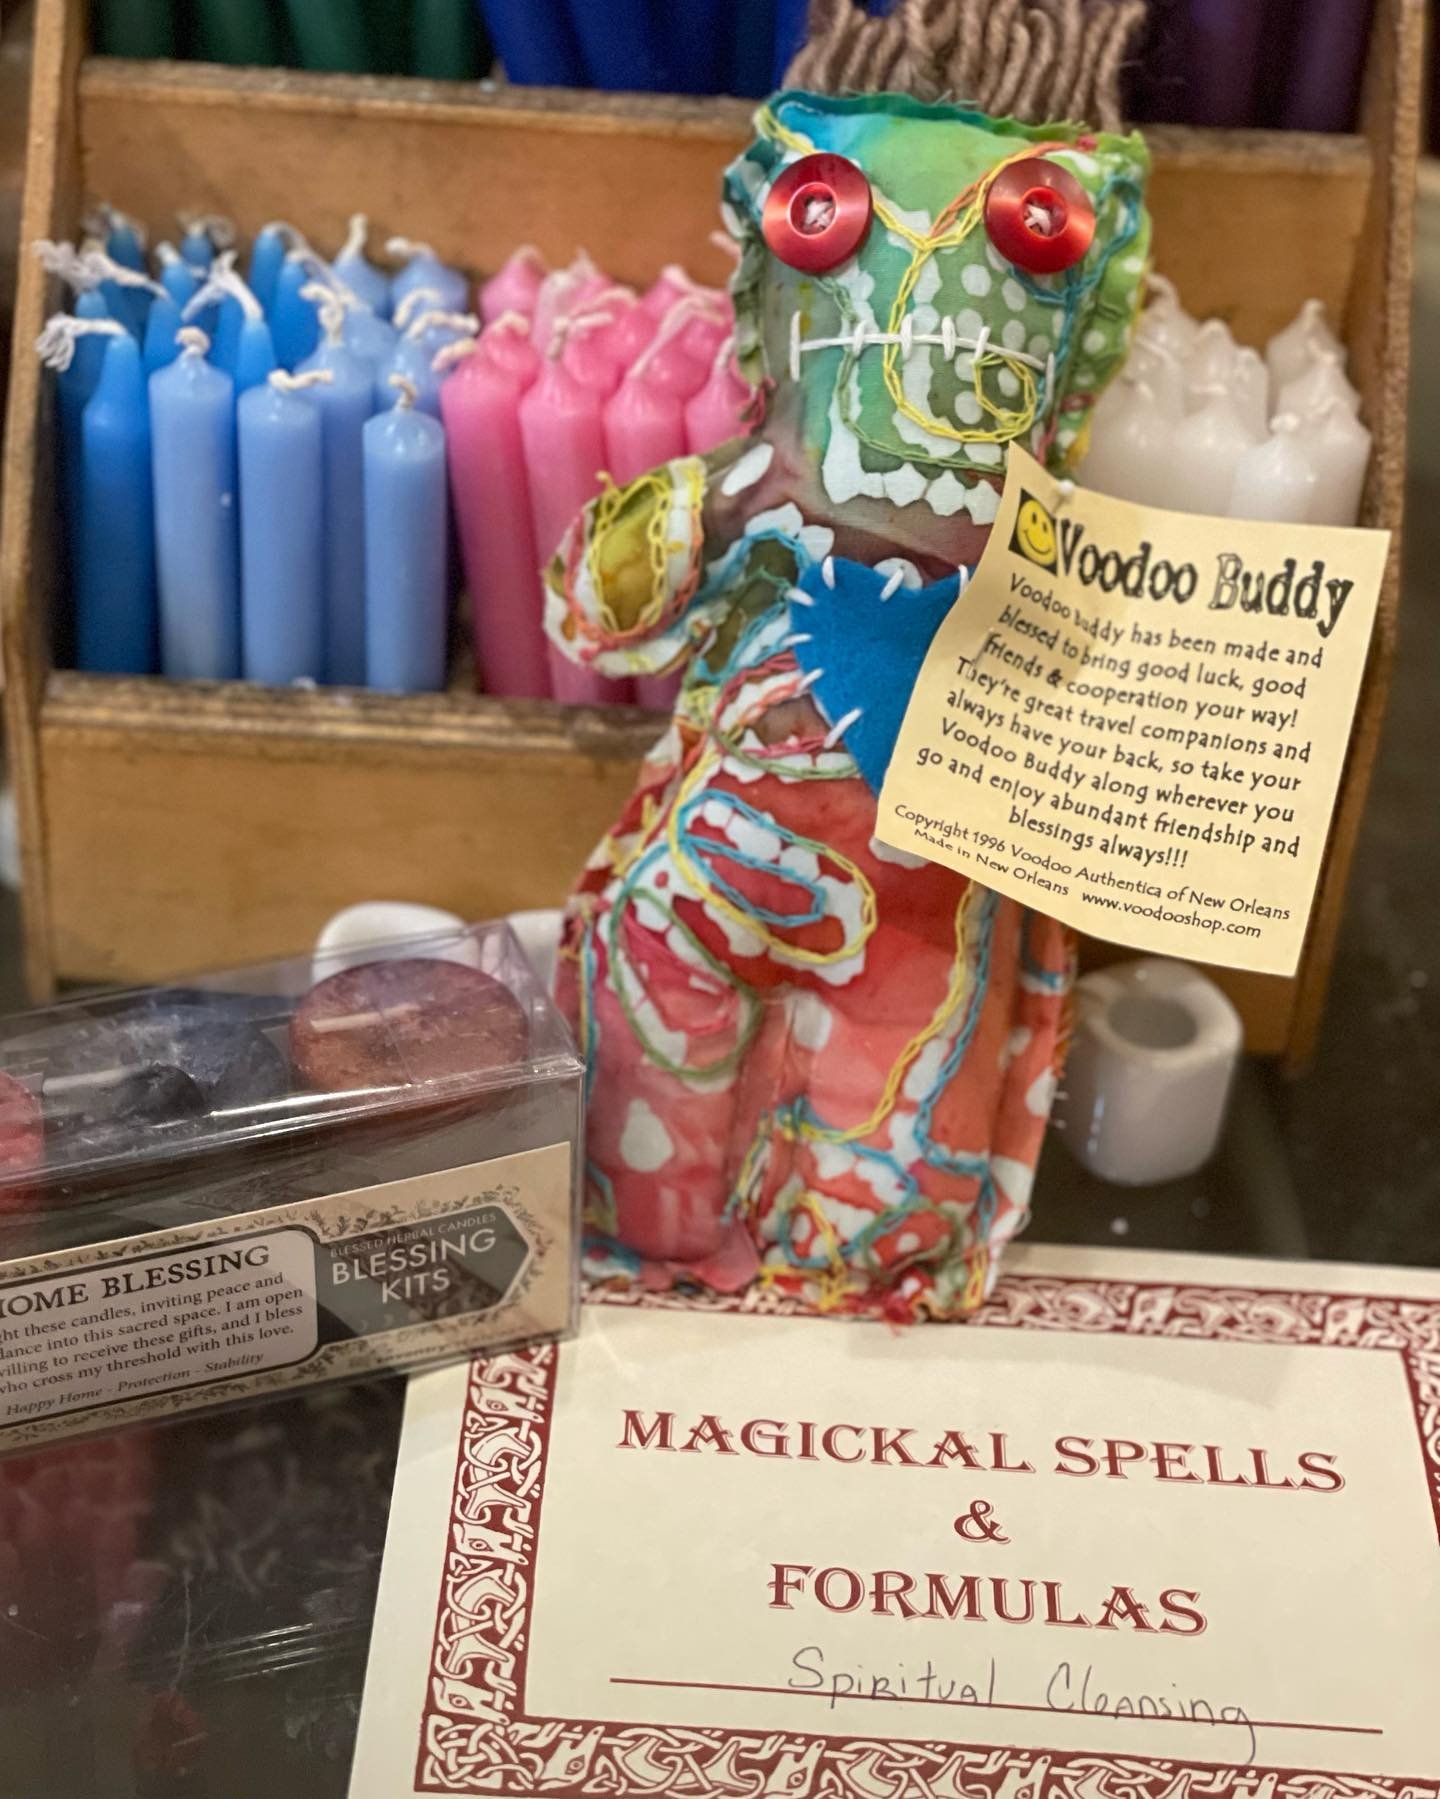 Voodoo Buddy
Voodoo Buddy has been made and
blessed to bring good luck, good
friends & cooperation your way!
They're great travel companions and
always have your back, so take your
Voodoo Buddy along wherever you
go and enjoy abundant friendship and
blessings always!!!
Copyright 1996 Voodoo Authentica of New Orleans
Made in New Orleans www.voodooshop.com
HOME BLESSING
these candles, inviting peace and
into this sacred space. I am open
willing to receive these gifts, and I bless
who cross my threshold with this love.
Happy Home - Protection - Stability
BLESSED HERBAL CANDLES
BLESSING
KITS
MAGICKAL SPELLS
&
FORMULAS
Spiritual Cleansing